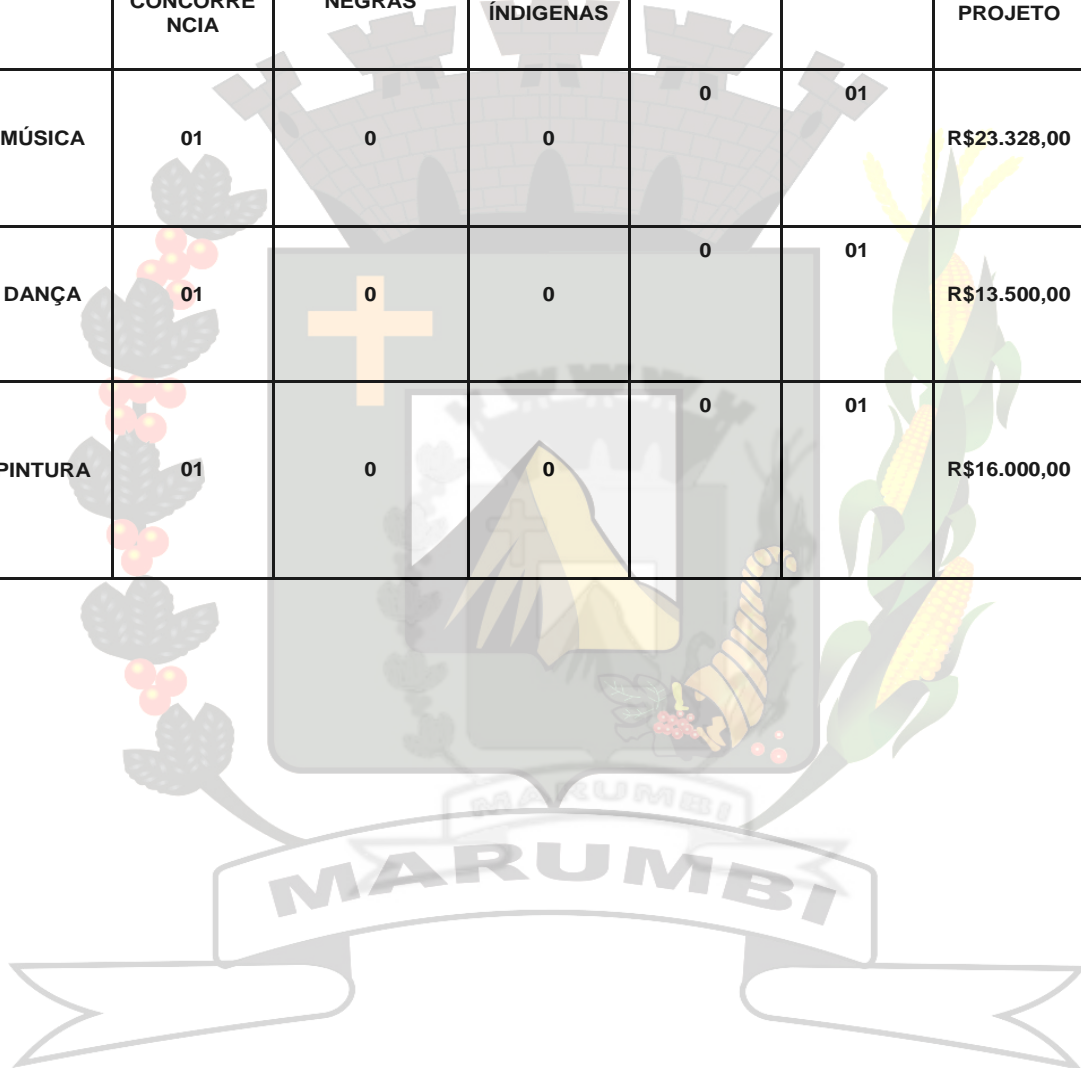 CONCORRE NEGRAS
NCIA ÍNDIGENAS PROJETO
0 01
MÚSICA 01 0 0 R$23.328,00
0 01
DANÇA 01 0 0 R$13.500,00
0 01
PINTURA 01 0 0 R$16.000,00
MARUMBI
MARUMBI